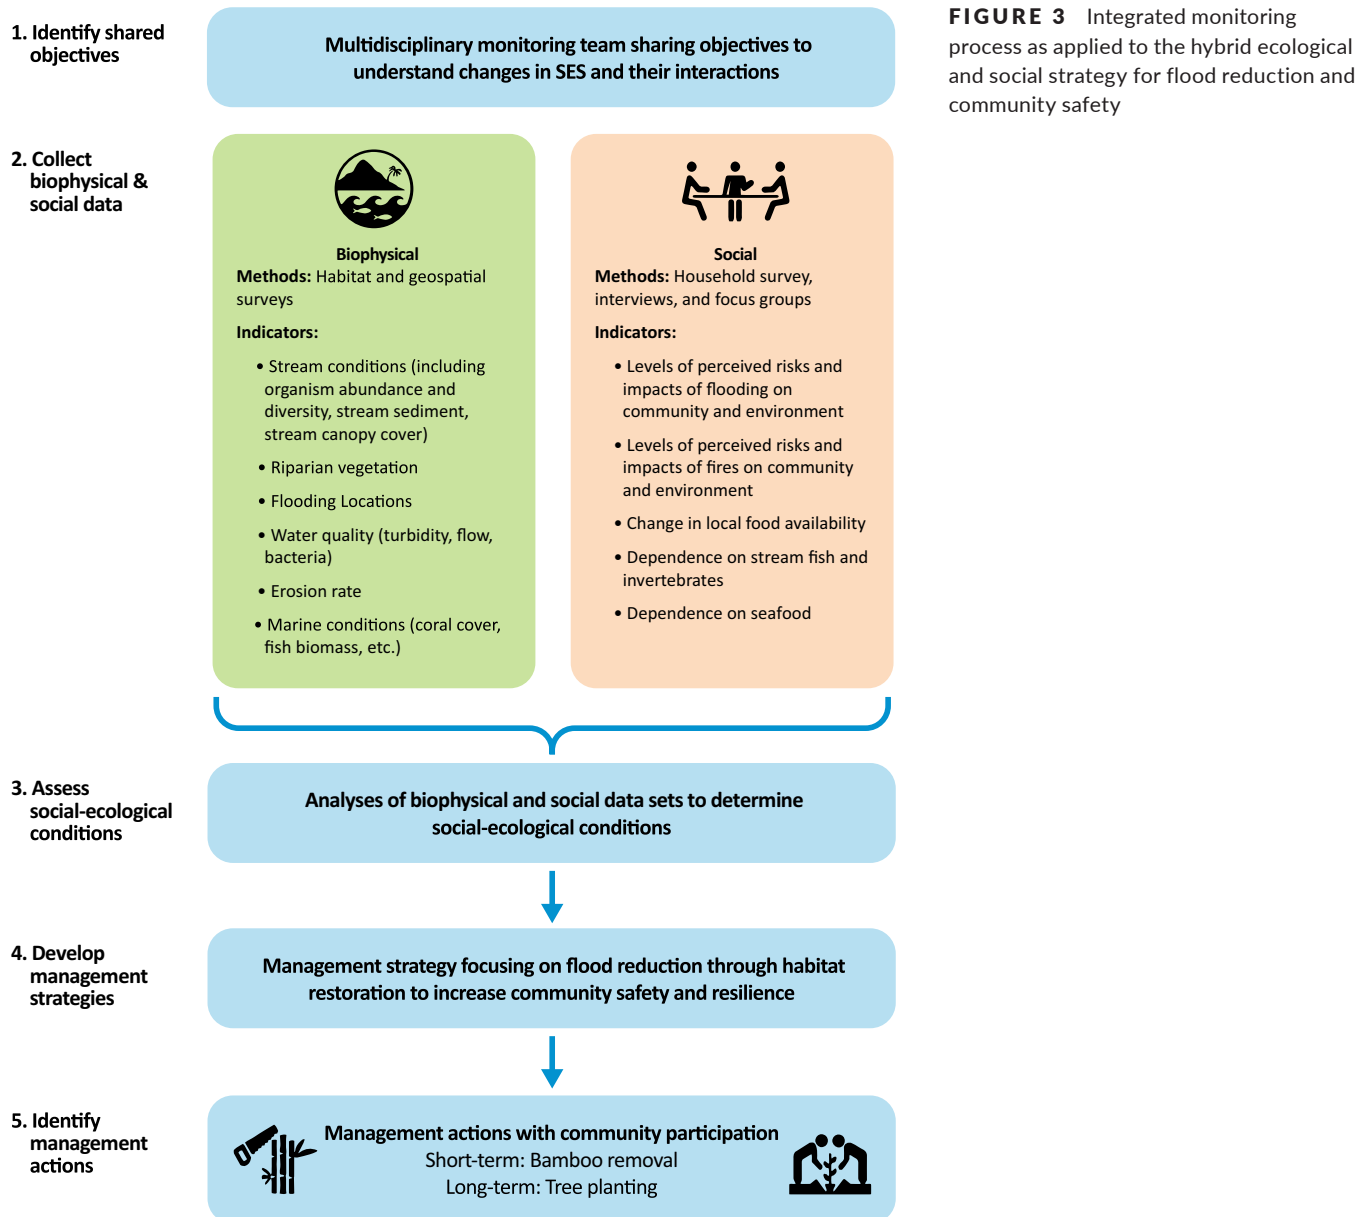 1. Identify shared
objectives
Multidisciplinary monitoring team sharing objectives to
understand changes in SES and their interactions
FIGURE 3 Integrated monitoring
process as applied to the hybrid ecological
and social strategy for flood reduction and
community safety
2. Collect
biophysical &
social data
Biophysical
Methods: Habitat and geospatial
surveys
Indicators:
• Stream conditions (including
organism abundance and
diversity, stream sediment,
stream canopy cover)
• Riparian vegetation
• Flooding Locations
• Water quality (turbidity, flow,
bacteria)
• Erosion rate
• Marine conditions (coral cover,
fish biomass, etc.)
Social
Methods: Household survey,
interviews, and focus groups
Indicators:
• Levels of perceived risks and
impacts of flooding on
community and environment
• Levels of perceived risks and
impacts of fires on community
and environment
• Change in local food availability
• Dependence on stream fish and
invertebrates
• Dependence on seafood
3. Assess
social-ecological
conditions
Analyses of biophysical and social data sets to determine
social-ecological conditions
4. Develop
management
strategies
Management strategy focusing on flood reduction through habitat
restoration to increase community safety and resilience
5. Identify
management
actions
Management actions with community participation
Short-term: Bamboo removal
Long-term: Tree planting